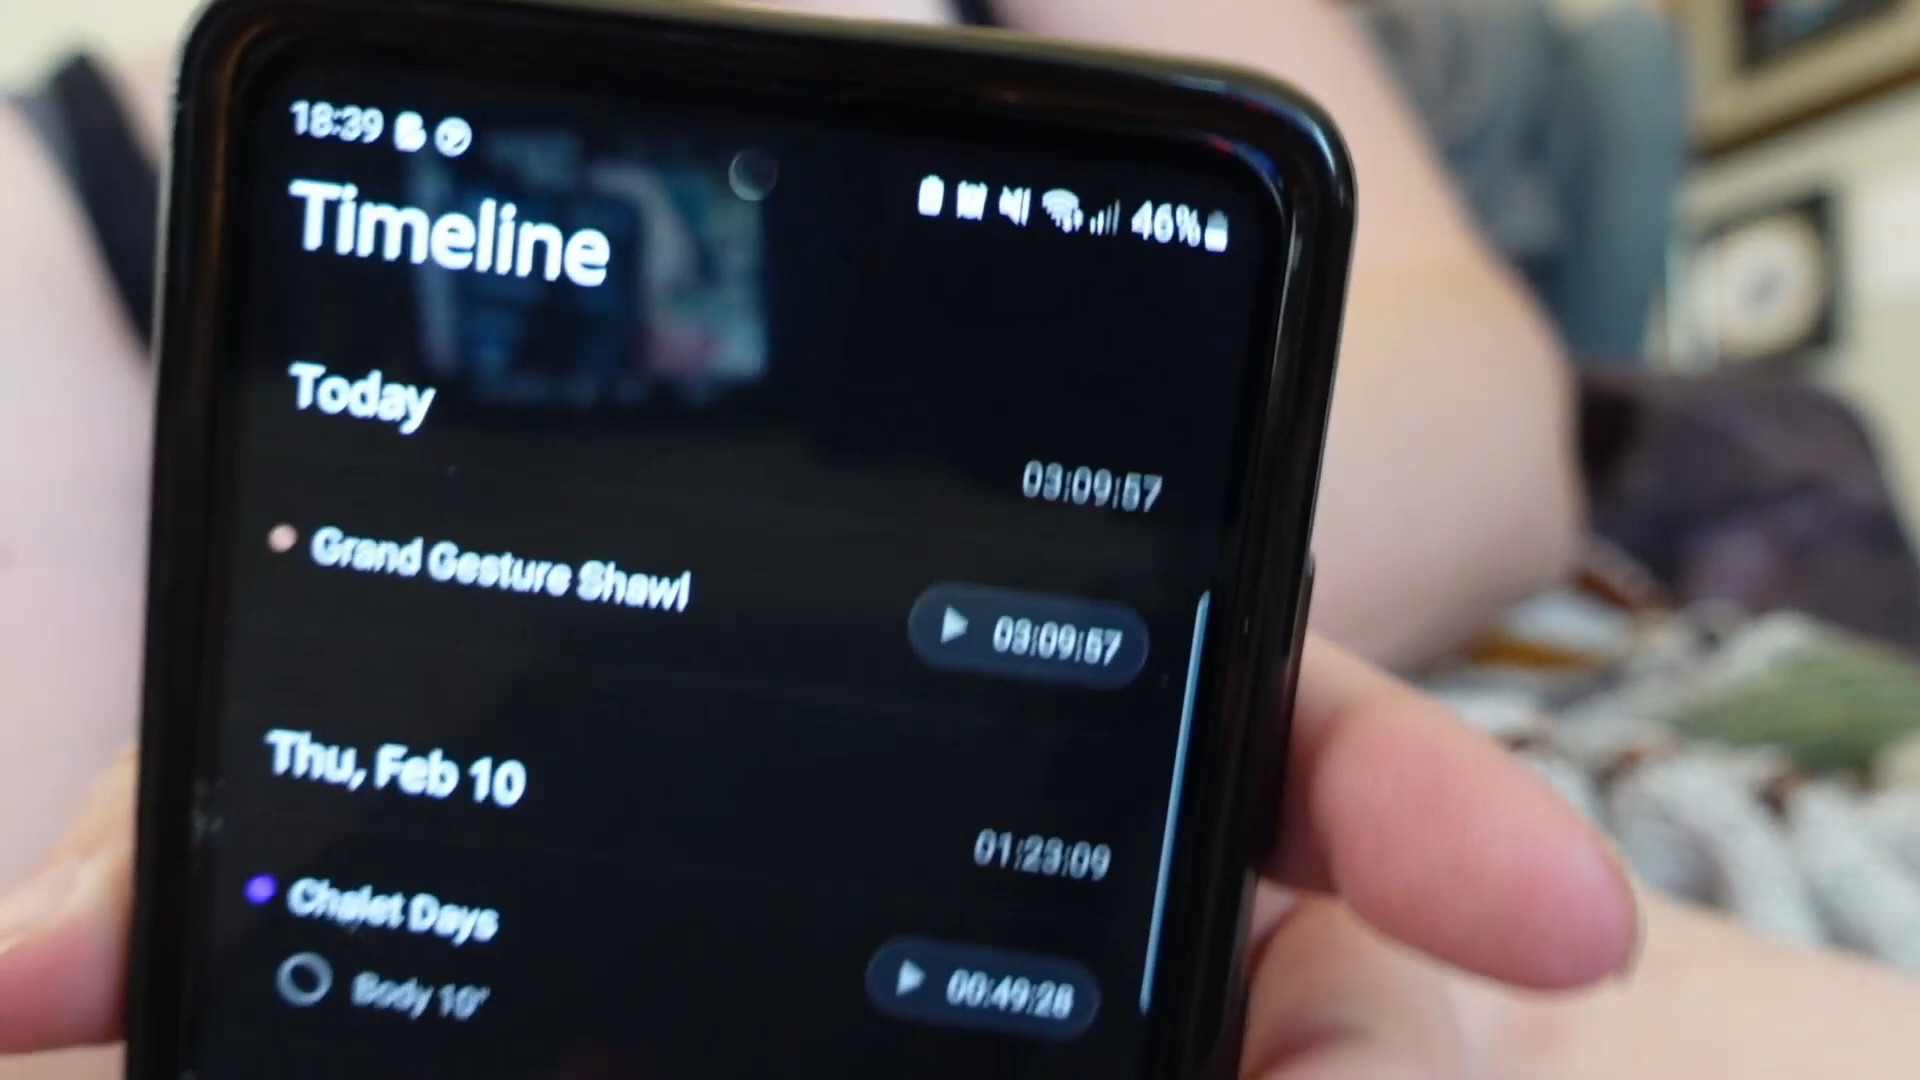 18:39
46%
Timeline
Today
03:09:57
Grand Gesture Shawl
03:09:57
Thu, Feb 10
01:23:09
Chalet Days
00:49:28
Body 10"